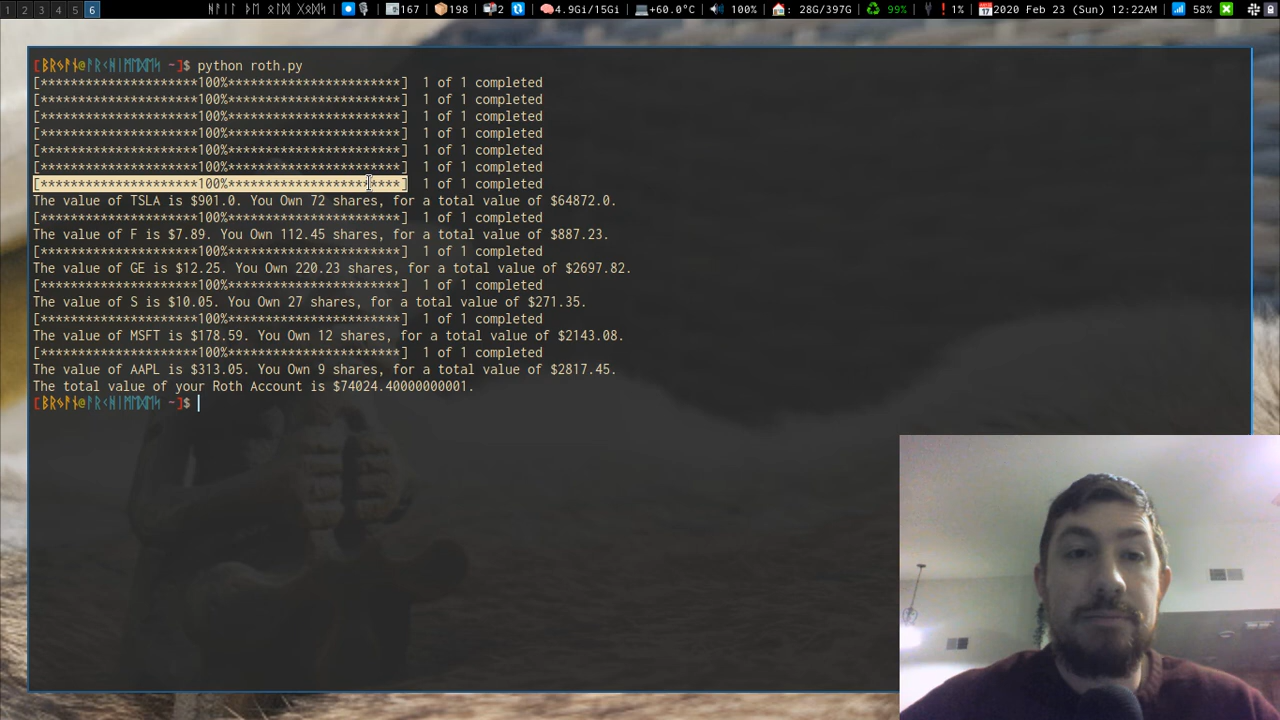 1 2 3 4 5 6
ᚺᚨᛁᛚ ᚦᛖ ᛟᛚᛞ ᚷᛟᛞᛋ 167 198 2 4.9Gi/15Gi +60.0°C 100% : 28G/397G 99% 1% 2020 Feb 23 (Sun) 12:22AM 58%
$ python roth.py
[*********************100%***********************]  1 of 1 completed
[*********************100%***********************]  1 of 1 completed
[*********************100%***********************]  1 of 1 completed
[*********************100%***********************]  1 of 1 completed
[*********************100%***********************]  1 of 1 completed
[*********************100%***********************]  1 of 1 completed
[*********************100%***********************]  1 of 1 completed
The value of TSLA is $901.0. You Own 72 shares, for a total value of $64872.0.
[*********************100%***********************]  1 of 1 completed
The value of F is $7.89. You Own 112.45 shares, for a total value of $887.23.
[*********************100%***********************]  1 of 1 completed
The value of GE is $12.25. You Own 220.23 shares, for a total value of $2697.82.
[*********************100%***********************]  1 of 1 completed
The value of S is $10.05. You Own 27 shares, for a total value of $271.35.
[*********************100%***********************]  1 of 1 completed
The value of MSFT is $178.59. You Own 12 shares, for a total value of $2143.08.
[*********************100%***********************]  1 of 1 completed
The value of AAPL is $313.05. You Own 9 shares, for a total value of $2817.45.
The total value of your Roth Account is $74024.40000000001.
$